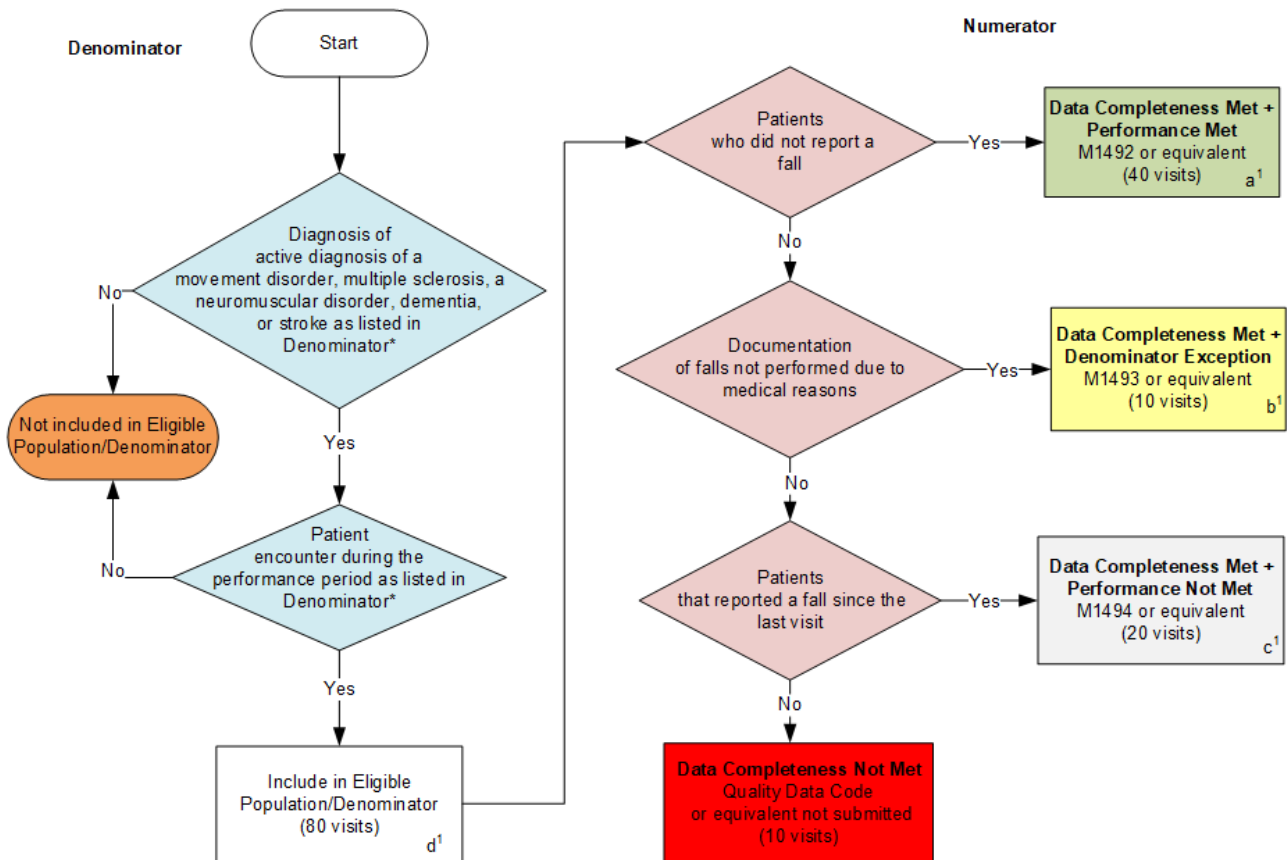 Denominator
Start
Diagnosis of
active diagnosis of a
movement disorder, multiple sclerosis, a
neuromuscular disorder, dementia,
or stroke as listed in
Denominator*
No
Not included in Eligible
Population/Denominator
Yes
Patient
encounter during the
performance period as listed in
Denominator*
No
Yes
Include in Eligible
Population/Denominator
(80 visits)
d¹
Numerator
Patients
who did not report a
fall
Yes
Data Completeness Met +
Performance Met
M1492 or equivalent
(40 visits)
a¹
No
Documentation
of falls not performed due to
medical reasons
Yes
Data Completeness Met +
Denominator Exception
M1493 or equivalent
(10 visits)
b¹
No
Patients
that reported a fall since the
last visit
Yes
Data Completeness Met +
Performance Not Met
M1494 or equivalent
(20 visits)
c¹
No
Data Completeness Not Met
Quality Data Code
or equivalent not submitted
(10 visits)